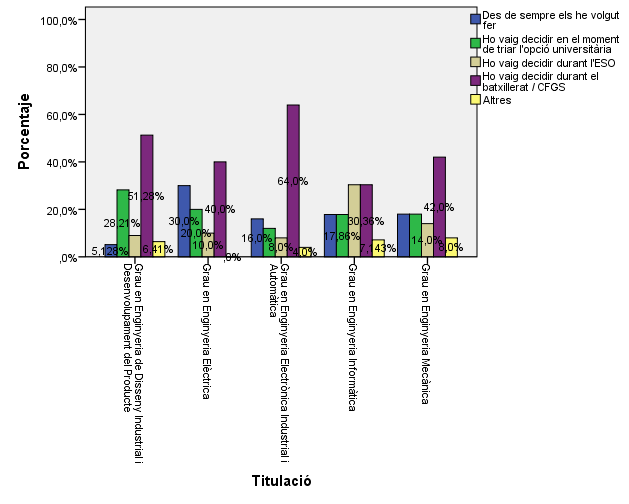 100,0%
80,0%
60,0%
40,0%
20,0%
,0%
Porcentaje
Des de sempre els he volgut
fer
Ho vaig decidir en el moment
de triar l'opció universitària
Ho vaig decidir durant l'ESO
Ho vaig decidir durant el
batxillerat / CFGS
Altres
5,128%
28,21%
51,28%
6,41%
30,0%
20,0%
10,0%
40,0%
,0%
16,0%
8,0%
64,0%
4,0%
17,86%
30,36%
7,143%
14,0%
42,0%
8,0%
Grau en Enginyeria de Disseny Industrial i
Desenvolupament del Producte
Grau en Enginyeria Elèctrica
Grau en Enginyeria Electrònica Industrial i
Automàtica
Grau en Enginyeria Informàtica
Grau en Enginyeria Mecànica
Titulació